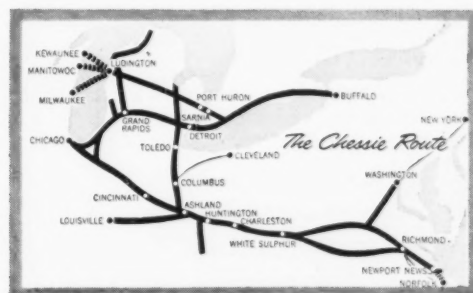 KEWAUNEE
MANITOWOC
MILWAUKEE
LUDINGTON
CHICAGO
GRAND
RAPIDS
PORT HURON
SARNIA
DETROIT
BUFFALO
The Chessie Route
NEW YORK
TOLEDO
CLEVELAND
COLUMBUS
WASHINGTON
CINCINNATI
ASHLAND
LOUISVILLE
HUNTINGTON
CHARLESTON
WHITE SULPHUR
RICHMOND
NEWPORT NEWS
NORFOLK